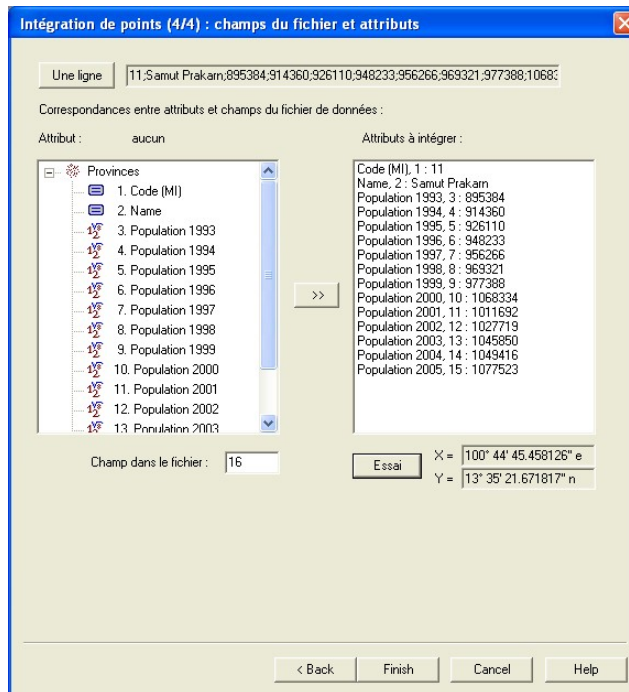 Intégration de points (4/4) : champs du fichier et attributs
Une ligne
11;Samut Prakarn;895384;914360;926110;948233;956266;969321;977388;1068
Correspondances entre attributs et champs du fichier de données :
Attribut : aucun
Provinces
1. Code (MI)
2. Name
3. Population 1993
4. Population 1994
5. Population 1995
6. Population 1996
7. Population 1997
8. Population 1998
9. Population 1999
10. Population 2000
11. Population 2001
12. Population 2002
13. Population 2003
>>
Attributs à intégrer :
Code (MI), 1 : 11
Name, 2 : Samut Prakarn
Population 1993, 3 : 895384
Population 1994, 4 : 914360
Population 1995, 5 : 926110
Population 1996, 6 : 948233
Population 1997, 7 : 956266
Population 1998, 8 : 969321
Population 1999, 9 : 977388
Population 2000, 10 : 1068334
Population 2001, 11 : 1011692
Population 2002, 12 : 1027719
Population 2003, 13 : 1045850
Population 2004, 14 : 1049416
Population 2005, 15 : 1077523
Champ dans le fichier : 16
Essai
X = 100° 44' 45.458126" e
Y = 13° 35' 21.671817" n
< Back
Finish
Cancel
Help